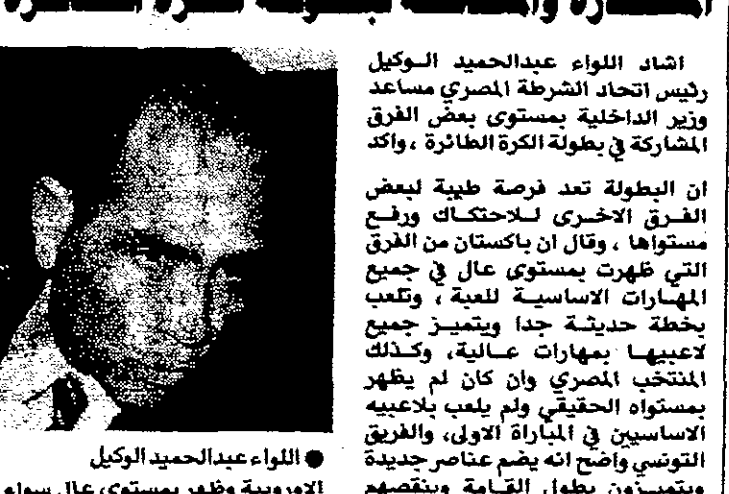 اشاد اللواء عبدالحميد الوكيل
رئيس اتحاد الشرطة المصري مساعد
وزير الداخلية بمستوى بعض الفرق
المشاركة في بطولة الكرة الطائرة ، واكد
ان البطولة تعد فرصة طيبة لبعض
الفرق الاخرى للاحتكاك ورفع
مستواها ، وقال ان باكستان من الفرق
التي ظهرت بمستوى عال في جميع
المهارات الاساسية للعبة ، وتلعب
بخطة حديثة جدا ويتميز جميع
لاعبيها بمهارات عالية، وكذلك
المنتخب المصري وان كان لم يظهر
بمستواه الحقيقي ولم يلعب بلاعبيه
الاساسيين في المباراة الاولى، والفريق
التونسي واضح انه يضم عناصر جديدة
ويتميزون بطول القامة وينقصهم
● اللواء عبدالحميد الوكيل
الاوروبية وظهر بمستوى عال سواء